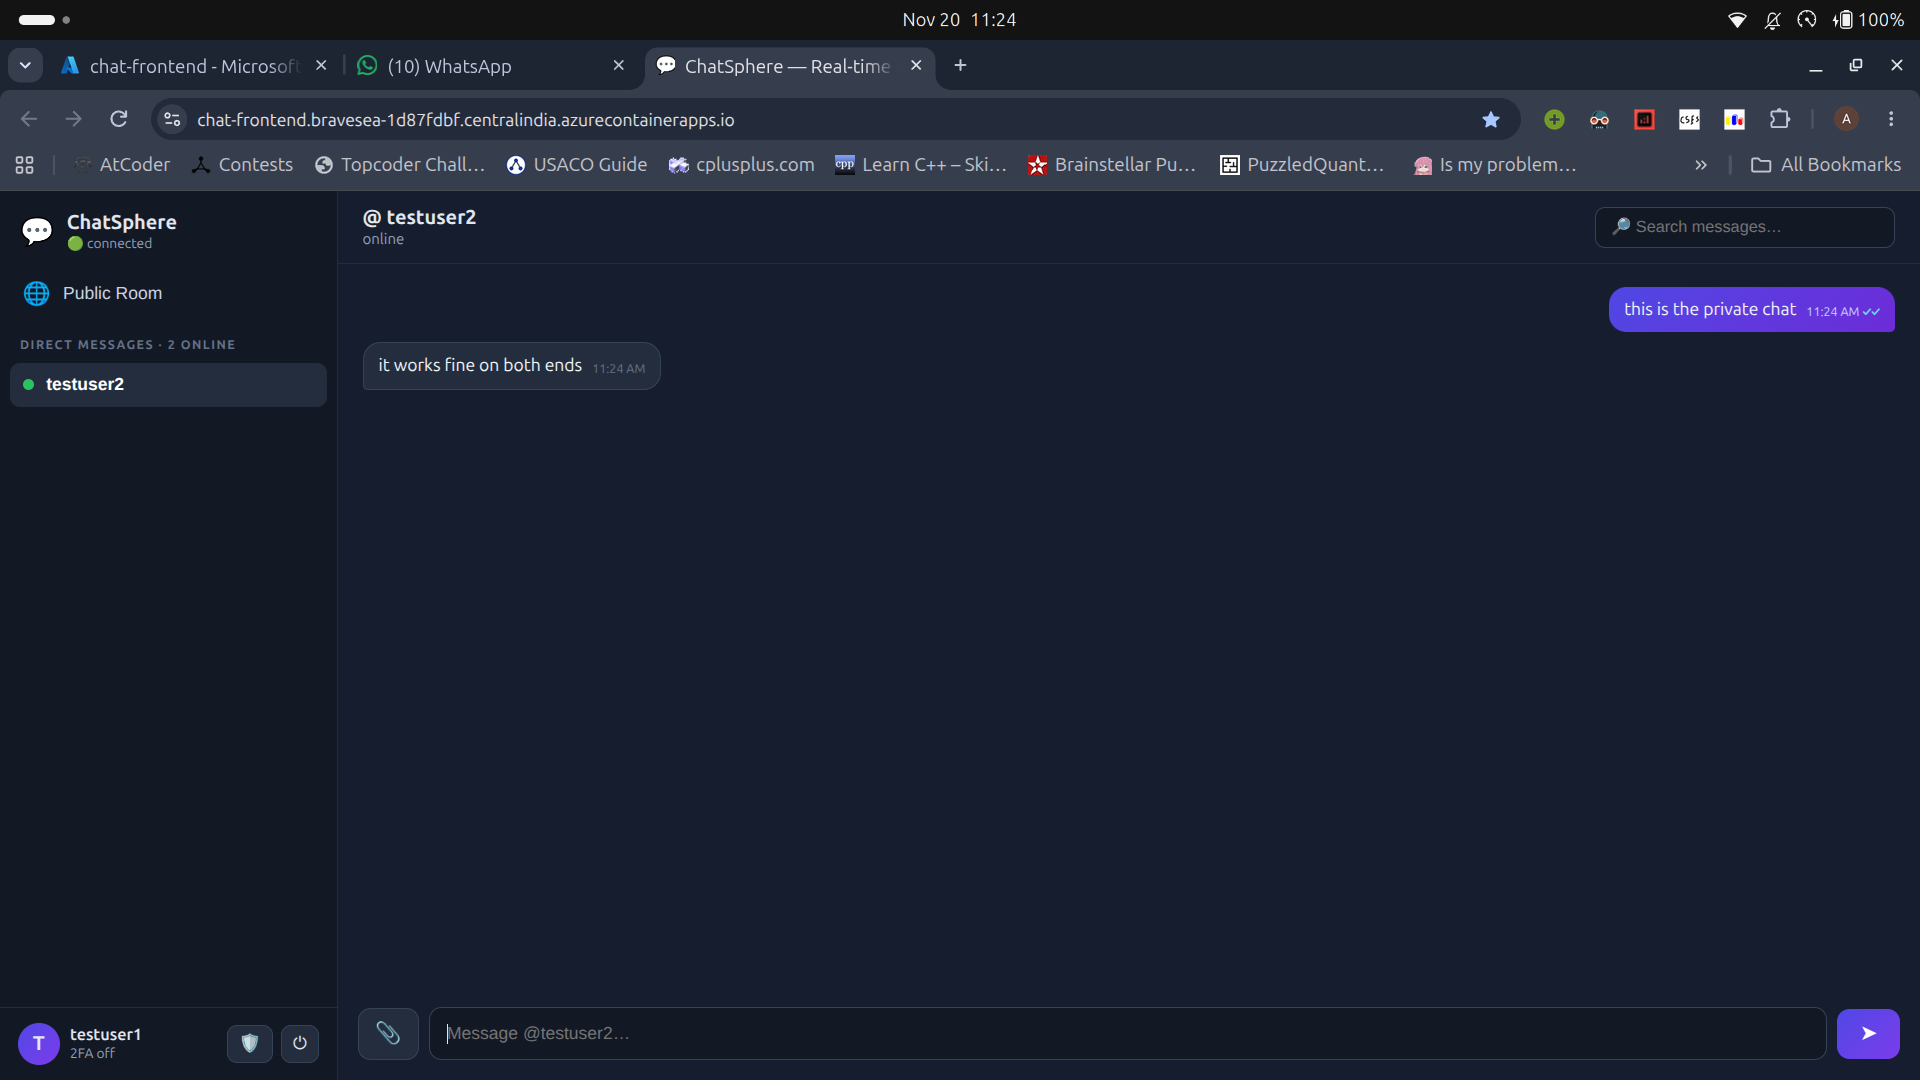 Nov 20 11:24
100%
chat-frontend - Microsoft
(10) WhatsApp
ChatSphere — Real-time
chat-frontend.bravesea-1d87fdbf.centralindia.azurecontainerapps.io
A
AtCoder
Contests
Topcoder Chall...
USACO Guide
cplusplus.com
cpp
Learn C++ – Ski...
Brainstellar Pu...
PuzzledQuant...
Is my problem...
All Bookmarks
ChatSphere
connected
Public Room
DIRECT MESSAGES · 2 ONLINE
testuser2
@ testuser2
online
Search messages...
this is the private chat 11:24 AM
it works fine on both ends 11:24 AM
T
testuser1
2FA off
Message @testuser2...